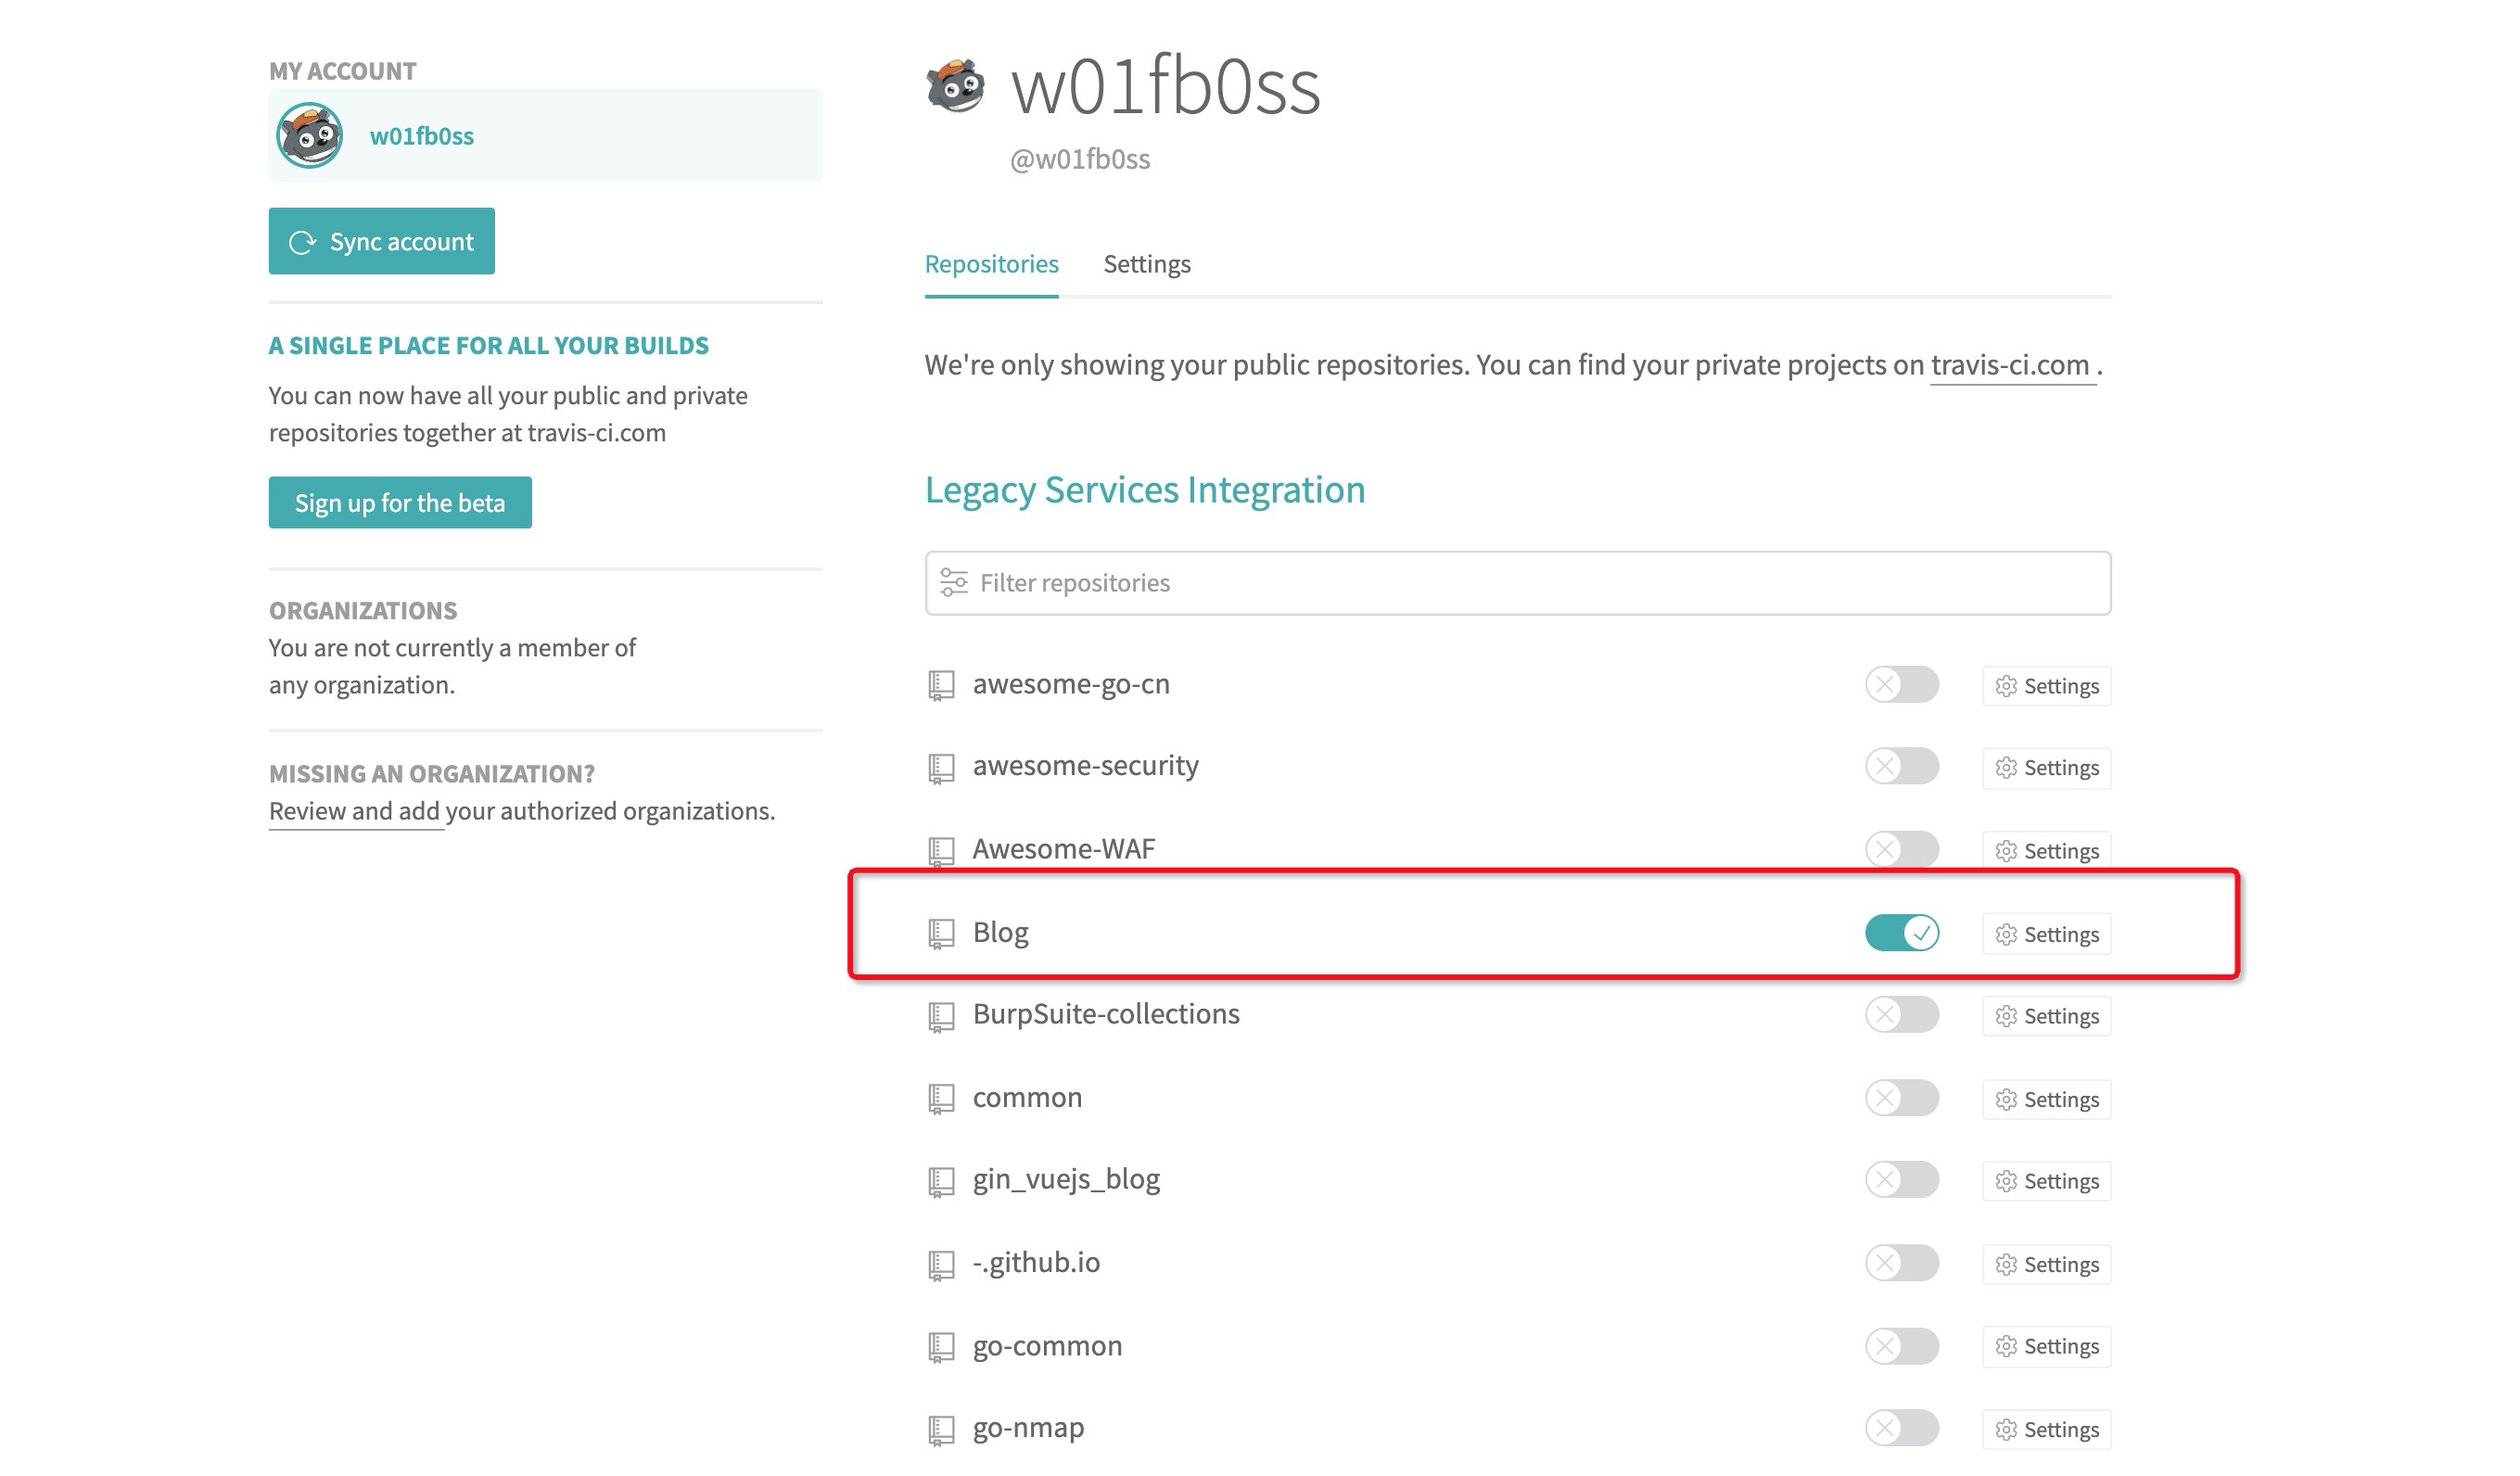 MY ACCOUNT
w01fb0ss
Sync account
A SINGLE PLACE FOR ALL YOUR BUILDS
You can now have all your public and private
repositories together at travis-ci.com
Sign up for the beta
ORGANIZATIONS
You are not currently a member of
any organization.
MISSING AN ORGANIZATION?
Review and add your authorized organizations.
w01fb0ss
@w01fb0ss
Repositories Settings
We're only showing your public repositories. You can find your private projects on travis-ci.com .
Legacy Services Integration
Filter repositories
awesome-go-cn Settings
awesome-security Settings
Awesome-WAF Settings
Blog Settings
BurpSuite-collections Settings
common Settings
gin_vuejs_blog Settings
-.github.io Settings
go-common Settings
go-nmap Settings